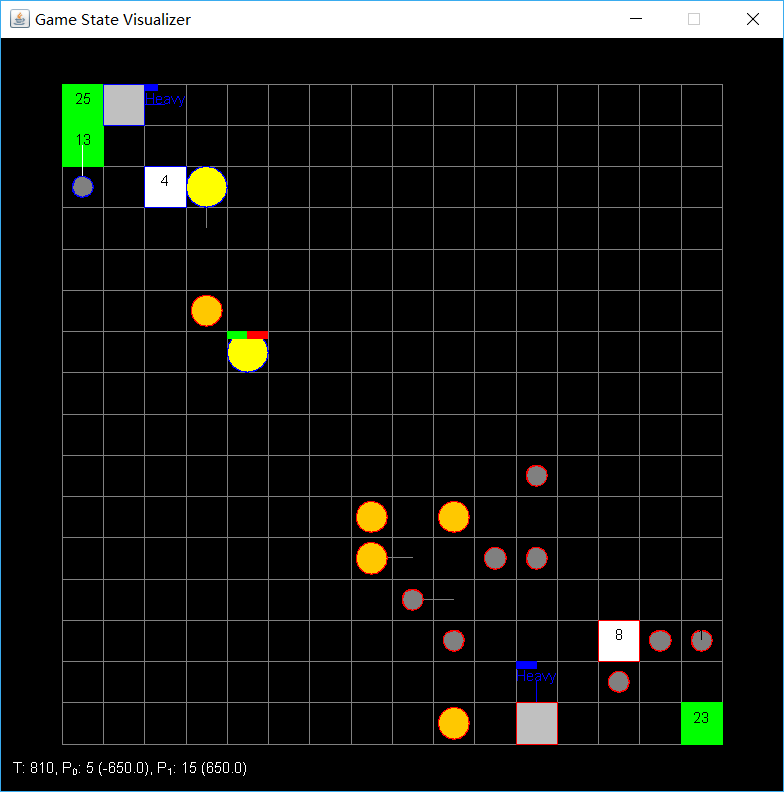 Game State Visualizer
25
Heavy
13
4
8
Heavy
23
T: 810, P₀: 5 (-650.0), P₁: 15 (650.0)